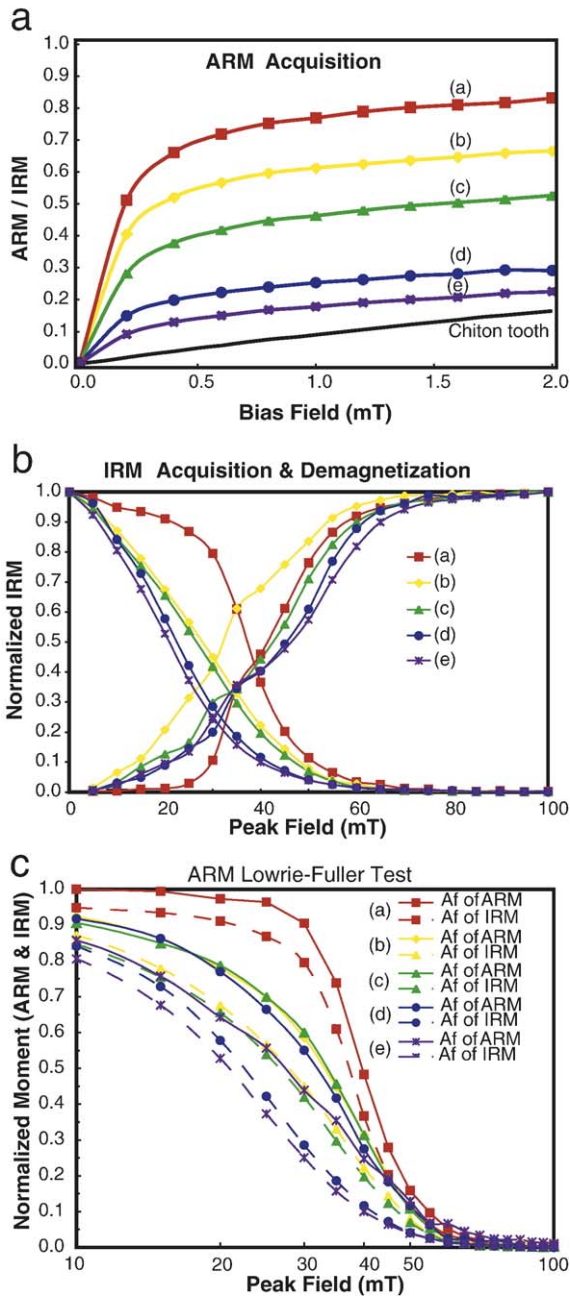 a
ARM Acquisition
1.0
0.9
0.8
0.7
0.6
0.5
0.4
0.3
0.2
0.1
0.0
ARM / IRM
(a)
(b)
(c)
(d)
(e)
Chiton tooth
0.0 0.5 1.0 1.5 2.0
Bias Field (mT)
b
IRM Acquisition & Demagnetization
1.0
0.9
0.8
0.7
0.6
0.5
0.4
0.3
0.2
0.1
0.0
Normalized IRM
(a)
(b)
(c)
(d)
(e)
0 20 40 60 80 100
Peak Field (mT)
c
ARM Lowrie-Fuller Test
1.0
0.9
0.8
0.7
0.6
0.5
0.4
0.3
0.2
0.1
0.0
Normalized Moment (ARM & IRM)
(a) Af of ARM
Af of IRM
(b) Af of ARM
Af of IRM
(c) Af of ARM
Af of IRM
(d) Af of ARM
Af of IRM
(e) Af of ARM
Af of IRM
10 20 30 40 50 100
Peak Field (mT)